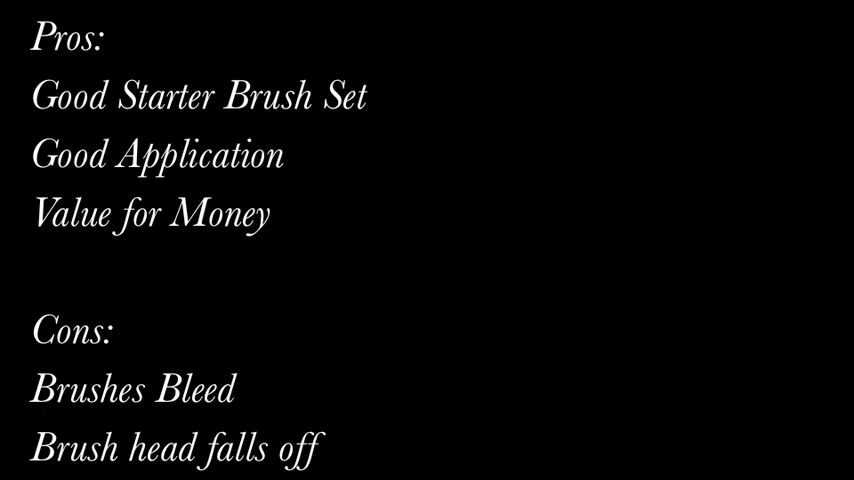 Pros:
Good Starter Brush Set
Good Application
Value for Money
Cons:
Brushes Bleed
Brush head falls off